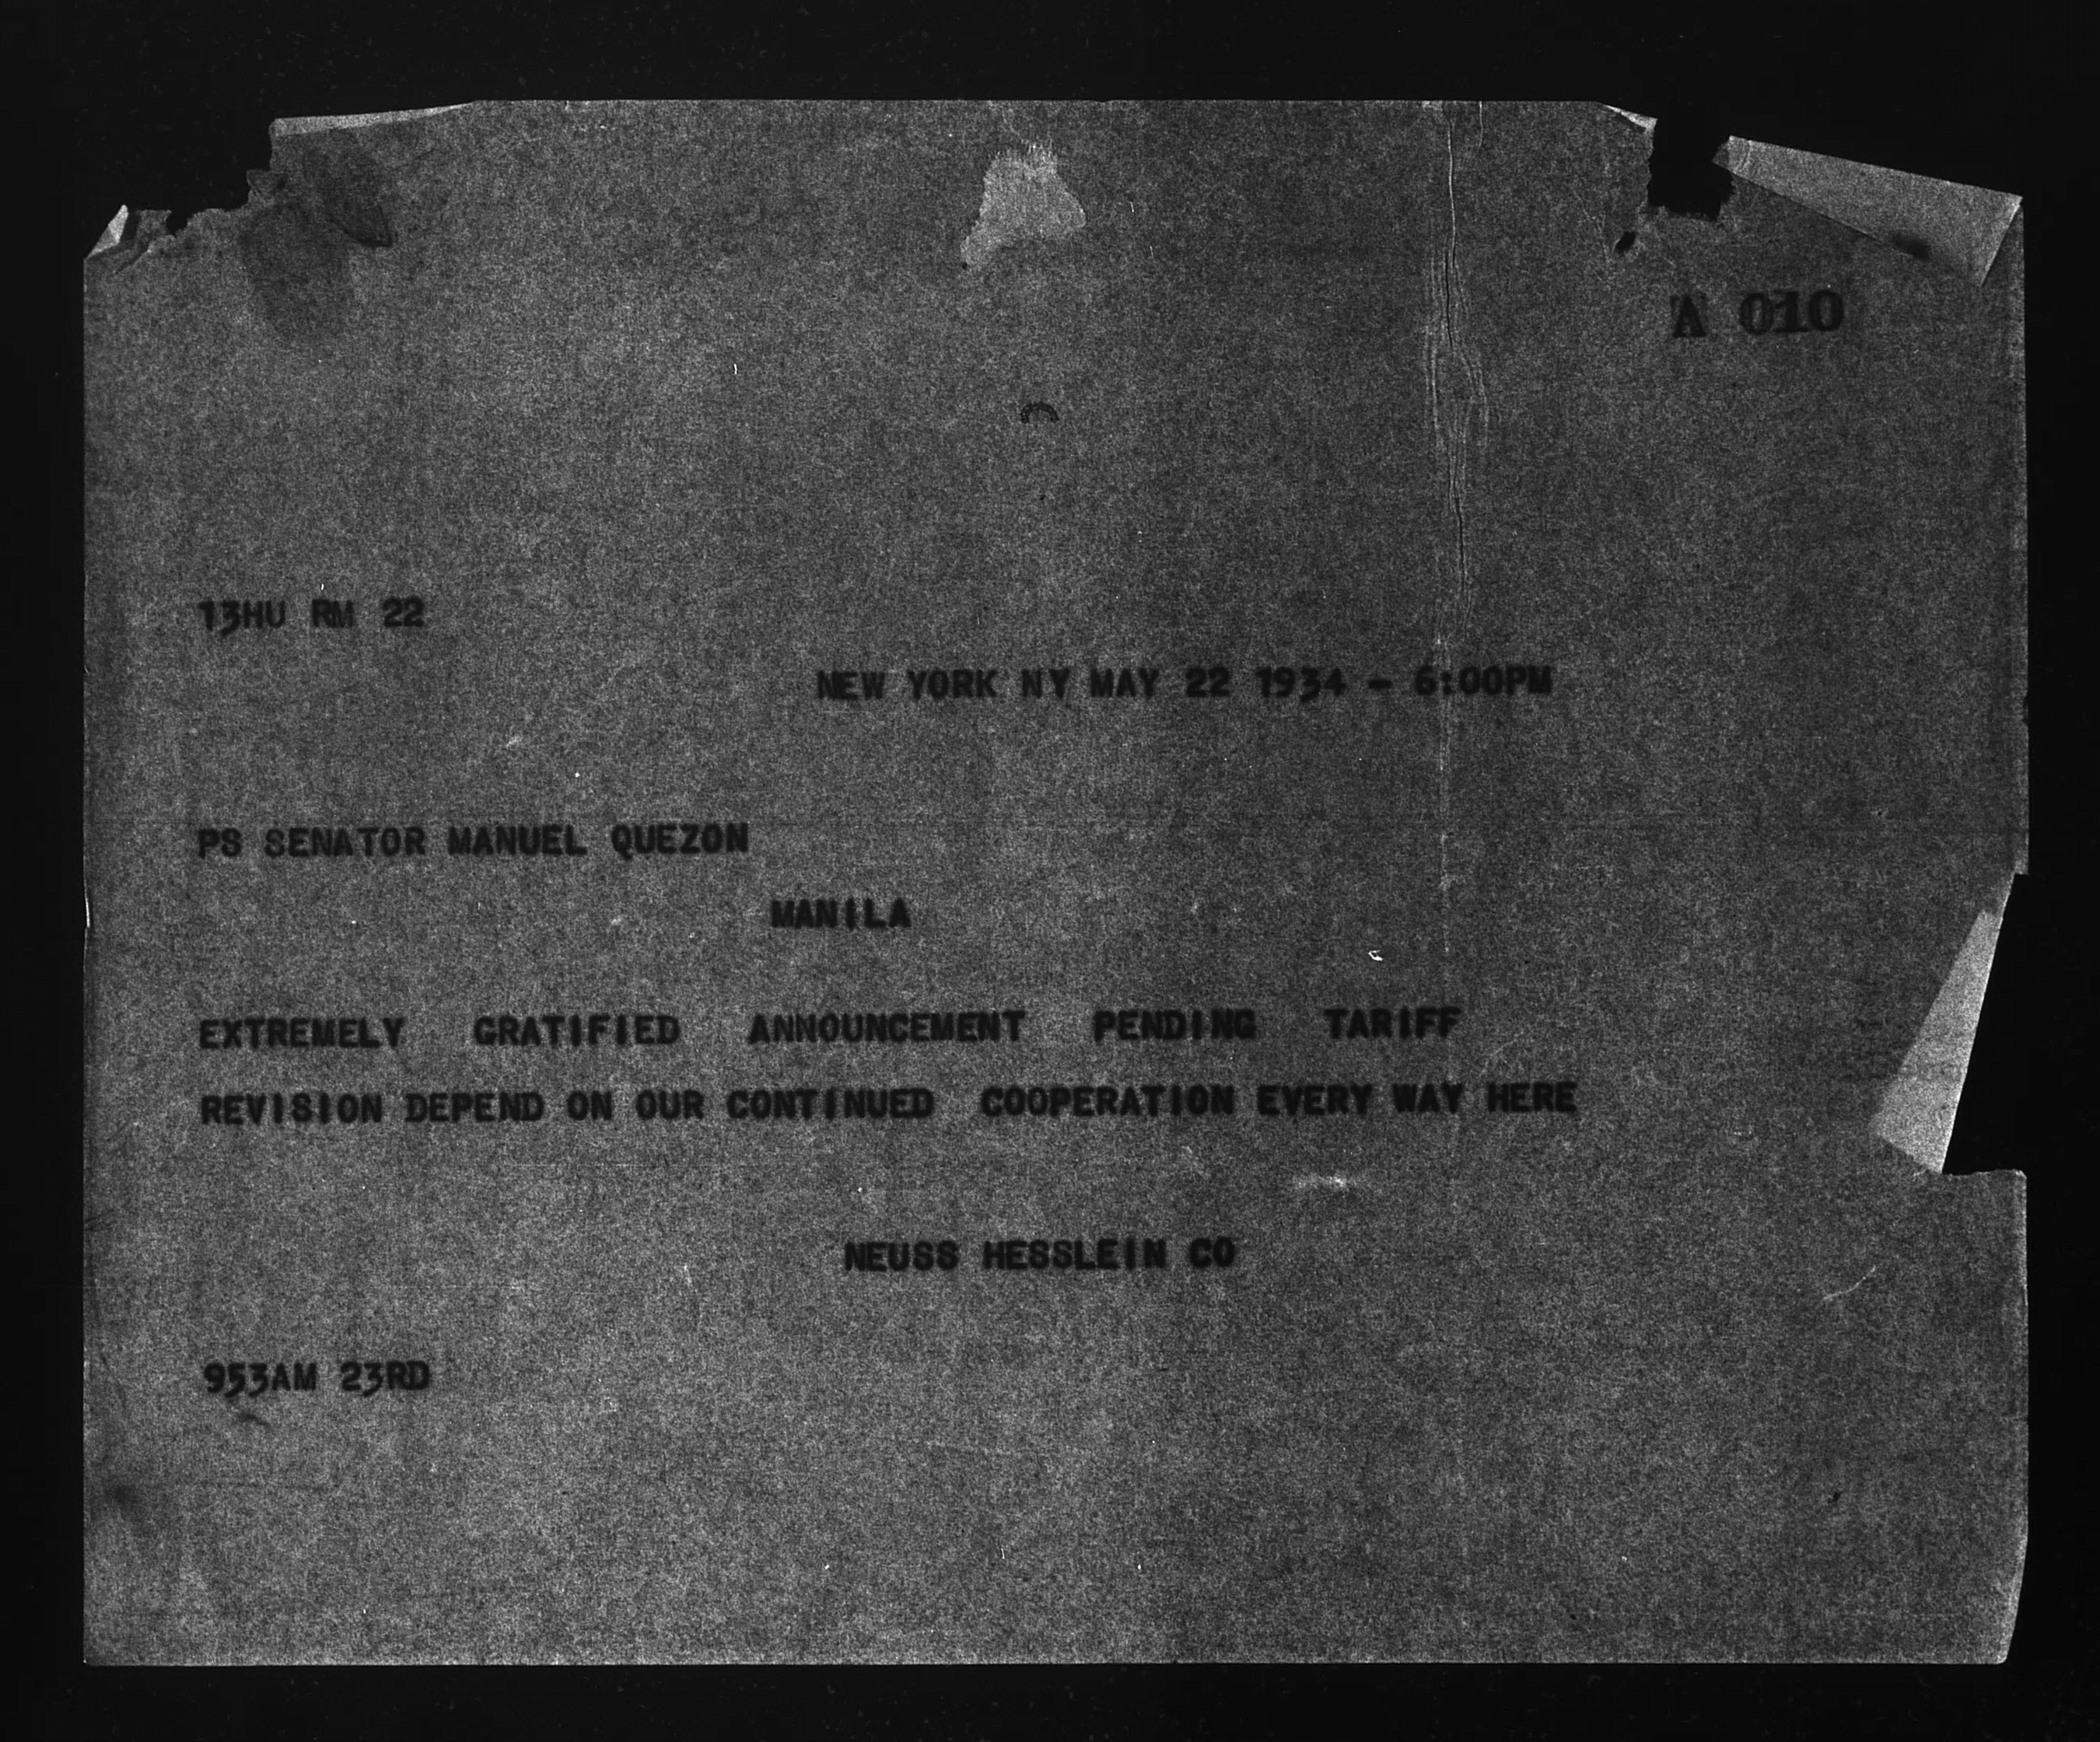 A 010
13HU RM 22
NEW YORK NY MAY 22 1934 - 6:00PM
PS SENATOR MANUEL QUEZON
MANILA
EXTREMELY GRATIFIED ANNOUNCEMENT PENDING TARIFF
REVISION DEPEND ON OUR CONTINUED COOPERATION EVERY WAY HERE
NEUSS HESSLEIN CO
953AM 23RD